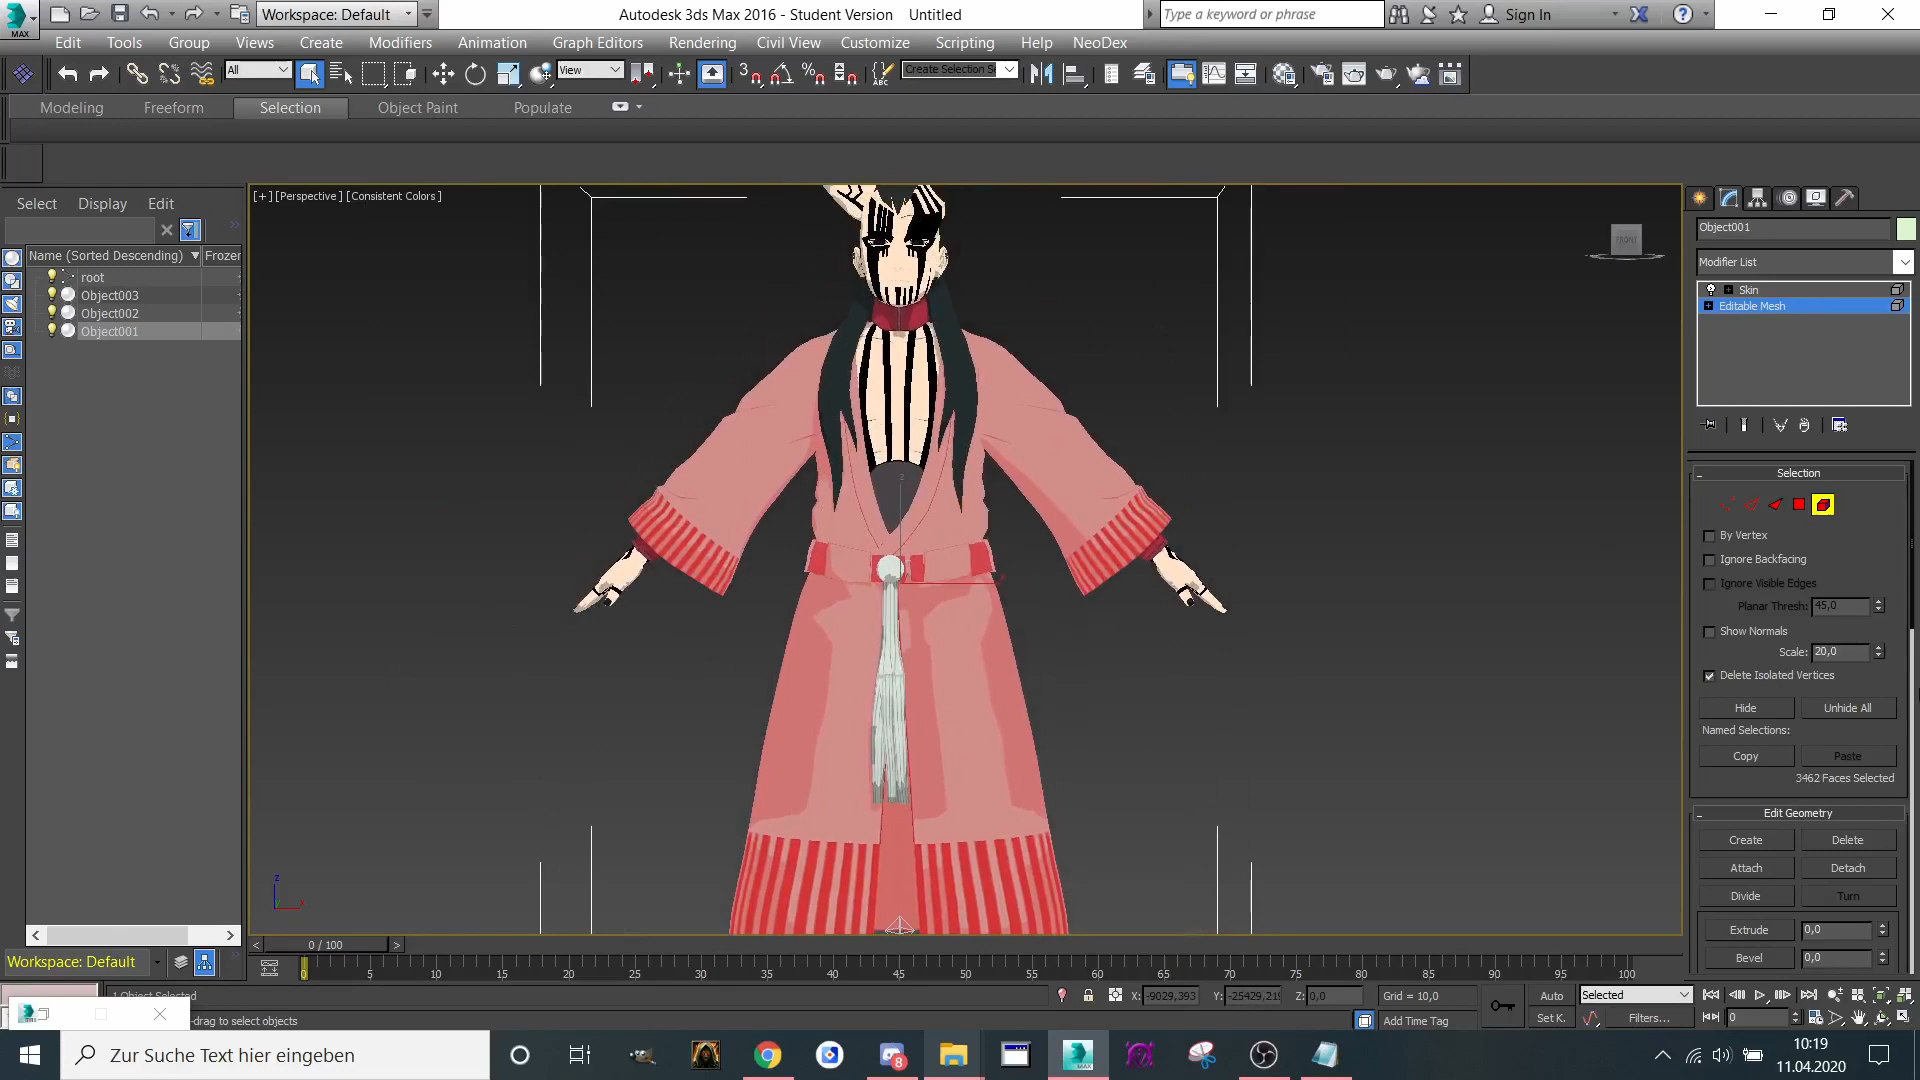 Workspace: Default
Autodesk 3ds Max 2016 - Student Version    Untitled
Type a keyword or phrase
Sign In
MAX
Edit Tools Group Views Create Modifiers Animation Graph Editors Rendering Civil View Customize Scripting Help NeoDex
All
View
Create Selection S
Modeling Freeform Selection Object Paint Populate
Select Display Edit
[+] [Perspective] [Consistent Colors]
FRONT
Object001
Name (Sorted Descending) Frozen
Modifier List
root
Object003
Object002
Object001
Skin
Editable Mesh
Selection
By Vertex
Ignore Backfacing
Ignore Visible Edges
Planar Thresh: 45,0
Show Normals
Scale: 20,0
Delete Isolated Vertices
Hide Unhide All
Named Selections:
Copy Paste
3462 Faces Selected
Edit Geometry
Create Delete
Attach Detach
Divide Turn
Extrude 0,0
Bevel 0,0
z
x
0 / 100
Workspace: Default
0 5 10 15 20 25 30 35 40 45 50 55 60 65 70 75 80 85 90 95 100
1 Object Selected
X: -9029,393 Y: -25429,219 Z: 0,0 Grid = 10,0
Auto Selected
-drag to select objects
Add Time Tag
Set K. Filters... 0
Zur Suche Text hier eingeben
8
MAX
10:19
11.04.2020